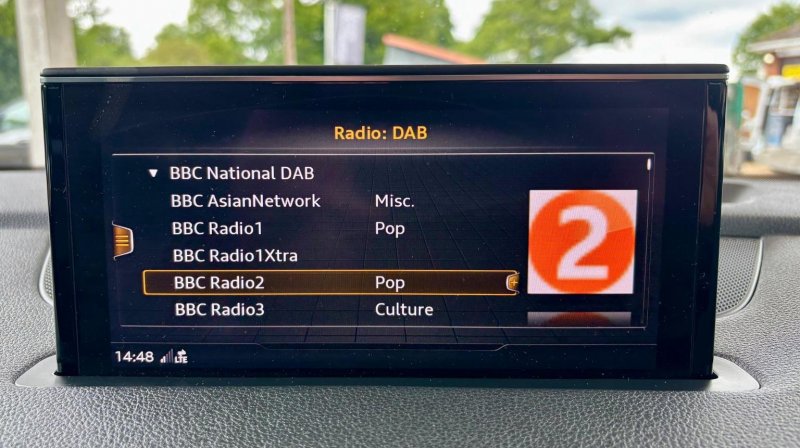 Radio: DAB
BBC National DAB
BBC AsianNetwork Misc.
BBC Radio1 Pop
BBC Radio1Xtra
BBC Radio2 Pop
BBC Radio3 Culture
2
14:48 LTE